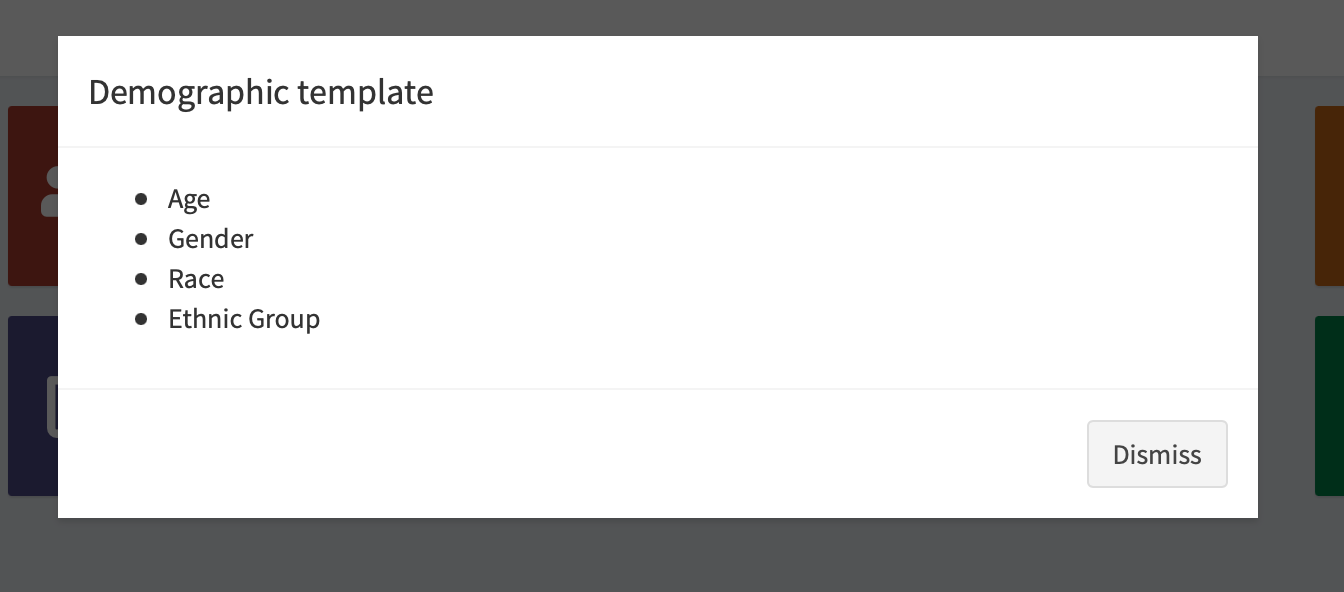 Demographic template
Age
Gender
Race
Ethnic Group
Dismiss